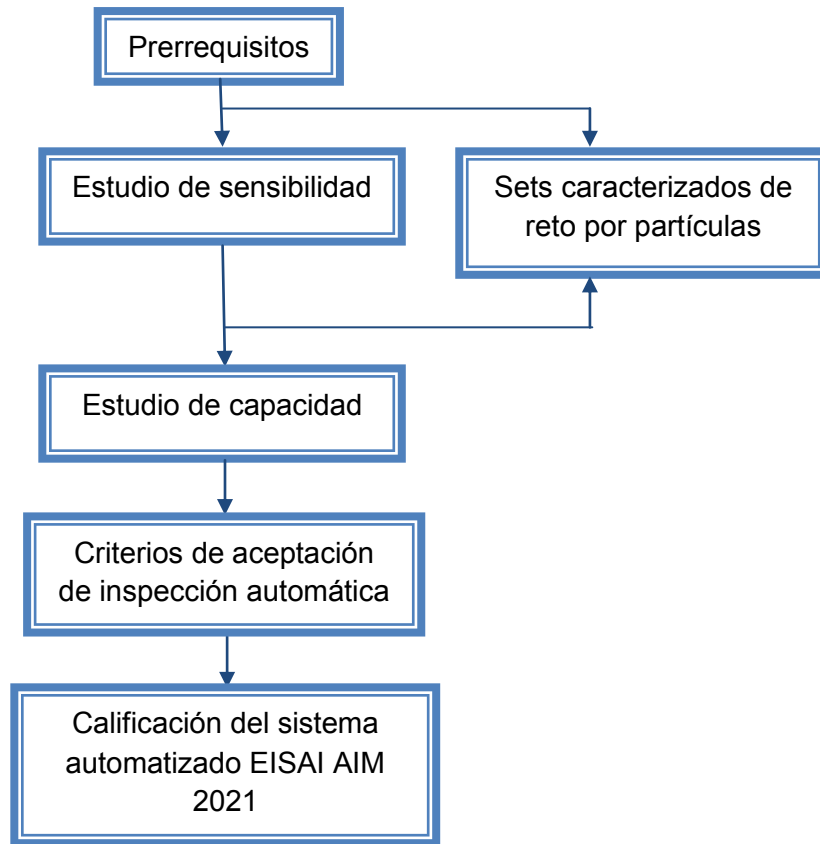 Prerrequisitos
Estudio de sensibilidad
Sets caracterizados de
reto por partículas
Estudio de capacidad
Criterios de aceptación
de inspección automática
Calificación del sistema
automatizado EISAI AIM
2021